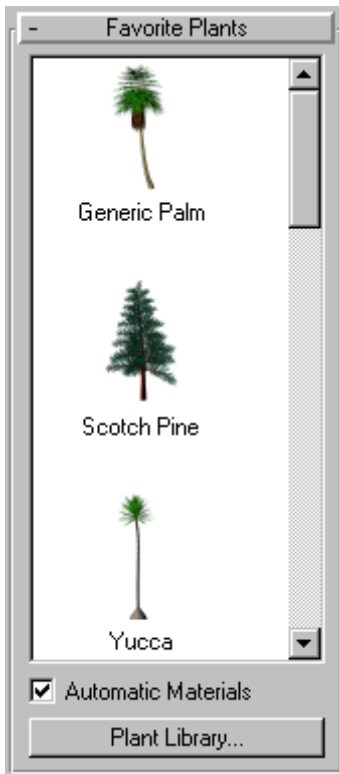 - Favorite Plants
Generic Palm
Scotch Pine
Yucca
Automatic Materials
Plant Library...